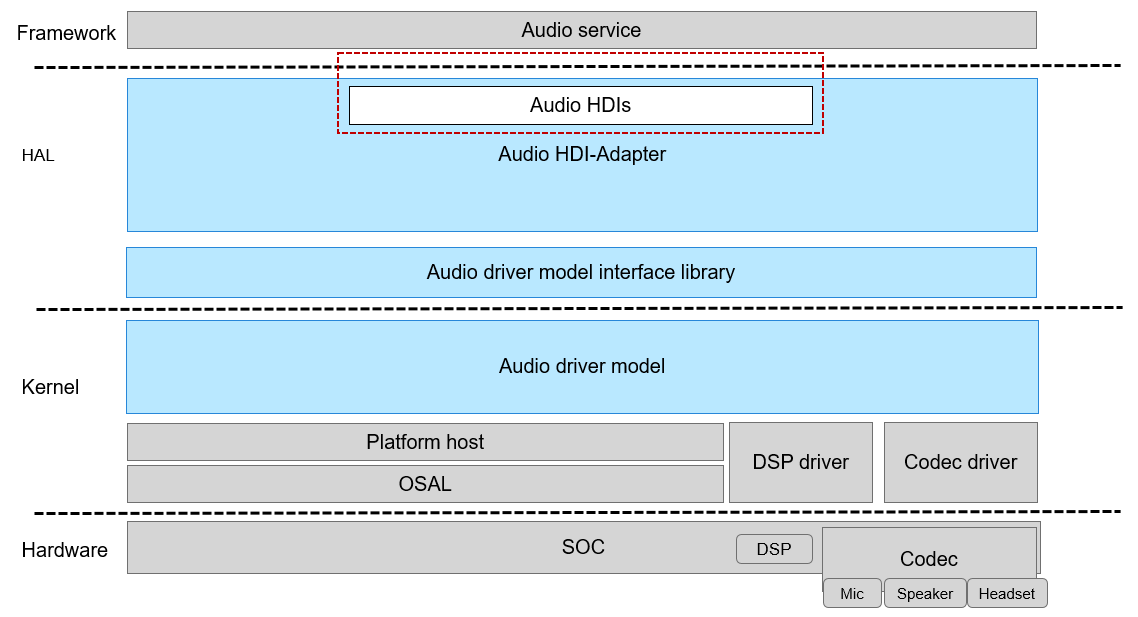 Framework
Audio service
Audio HDIs
HAL
Audio HDI-Adapter
Audio driver model interface library
Audio driver model
Kernel
Platform host
DSP driver
Codec driver
OSAL
Hardware
SOC
DSP
Codec
Mic
Speaker
Headset